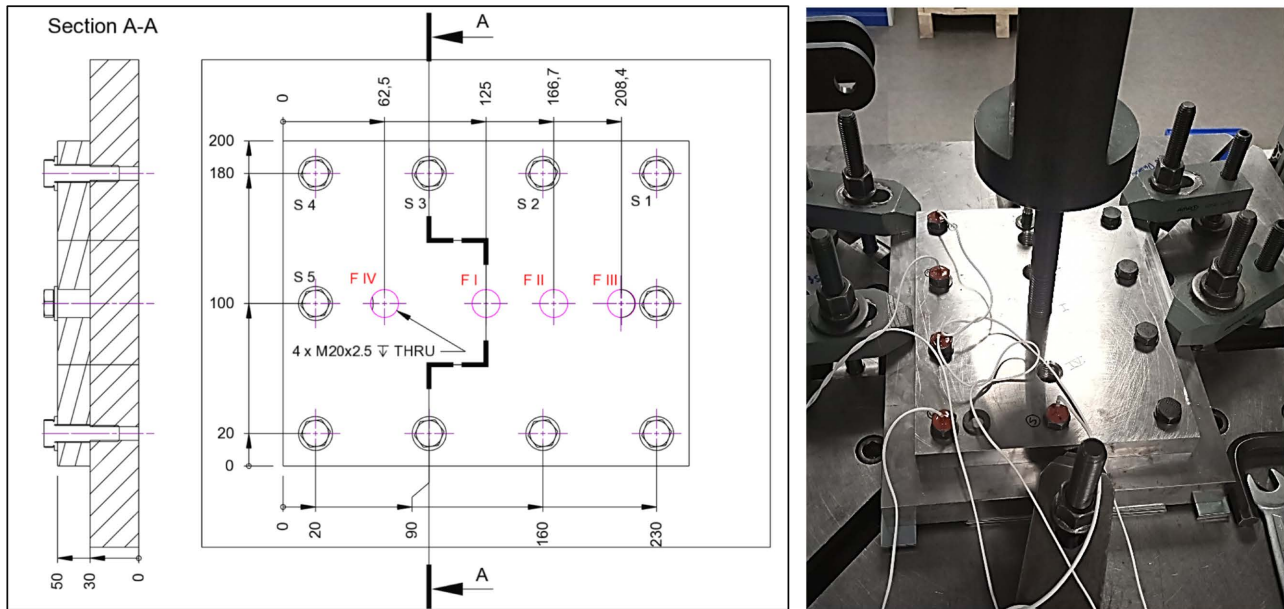 Section A-A
A
0
62,5
125
166,7
208,4
200
180
S 4
S 3
S 2
S 1
S 5
F IV
F I
F II
F III
100
4 x M20x2.5 ↧ THRU
20
0
0
20
90
160
230
50
30
0
A